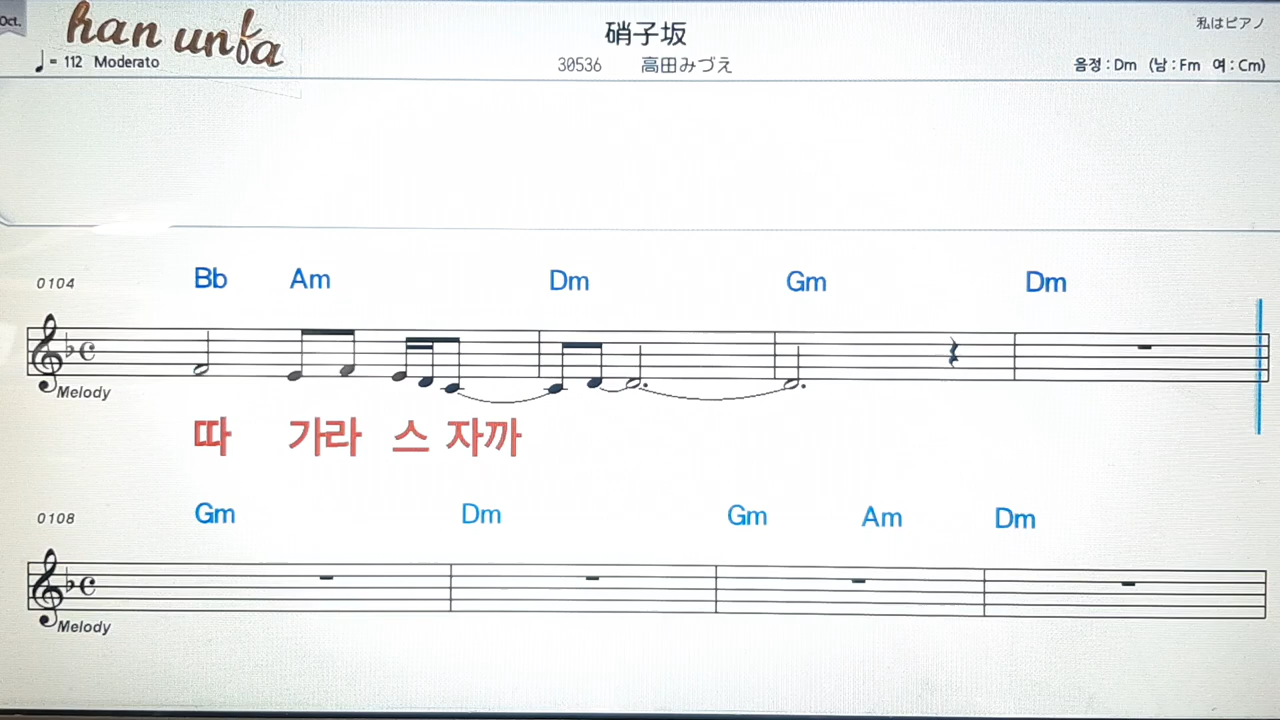 Oct.
han unfa
硝子坂
私はピアノ
♩= 112 Moderato
30536 高田みづえ
음정 : Dm (남 : Fm 여 : Cm)
0104 Bb Am Dm Gm Dm
Melody
따 가라 스 자까
0108 Gm Dm Gm Am Dm
Melody